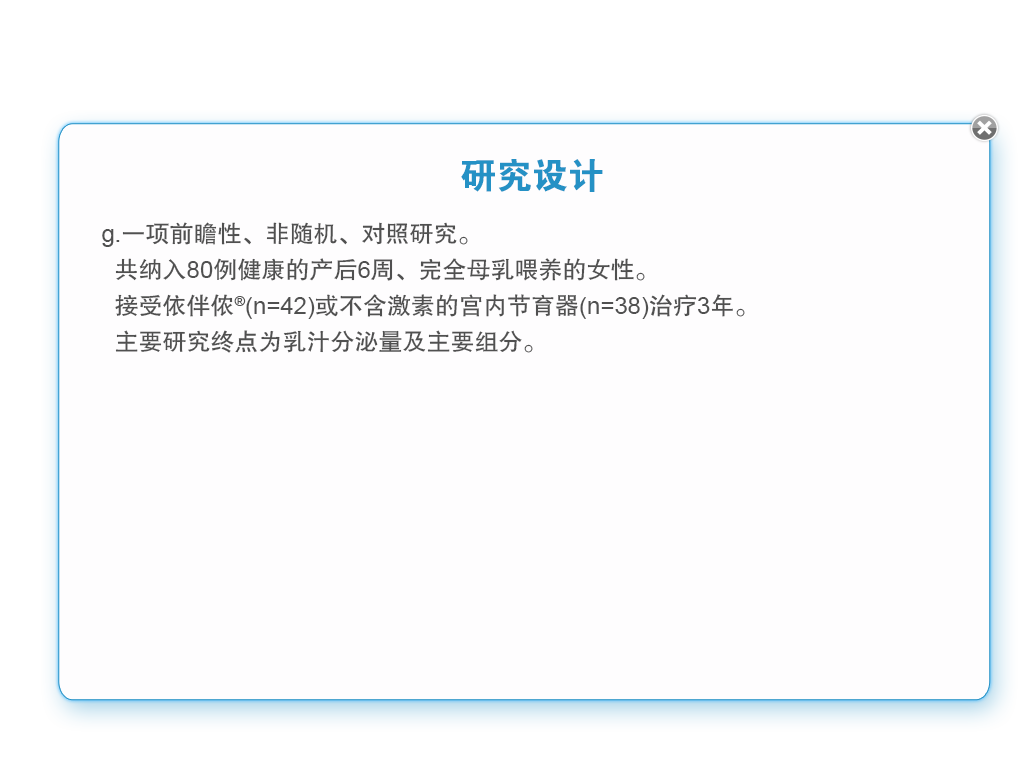 研究设计
g.一项前瞻性、非随机、对照研究。
共纳入80例健康的产后6周、完全母乳喂养的女性。
接受依伴侬®(n=42)或不含激素的宫内节育器(n=38)治疗3年。
主要研究终点为乳汁分泌量及主要组分。